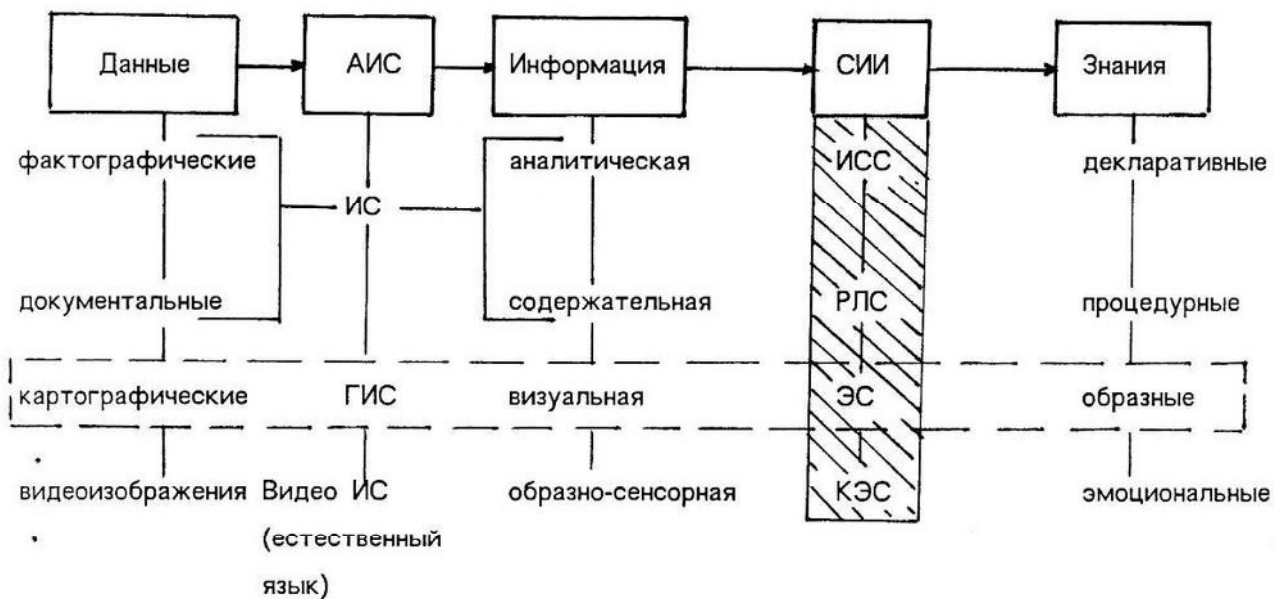 Данные АИС Информация СИИ Знания
фактографические аналитическая ИСС декларативные
ИС
документальные содержательная РЛС процедурные
картографические ГИС визуальная ЭС образные
видеоизображения Видео ИС образно-сенсорная КЭС эмоциональные
(естественный
язык)